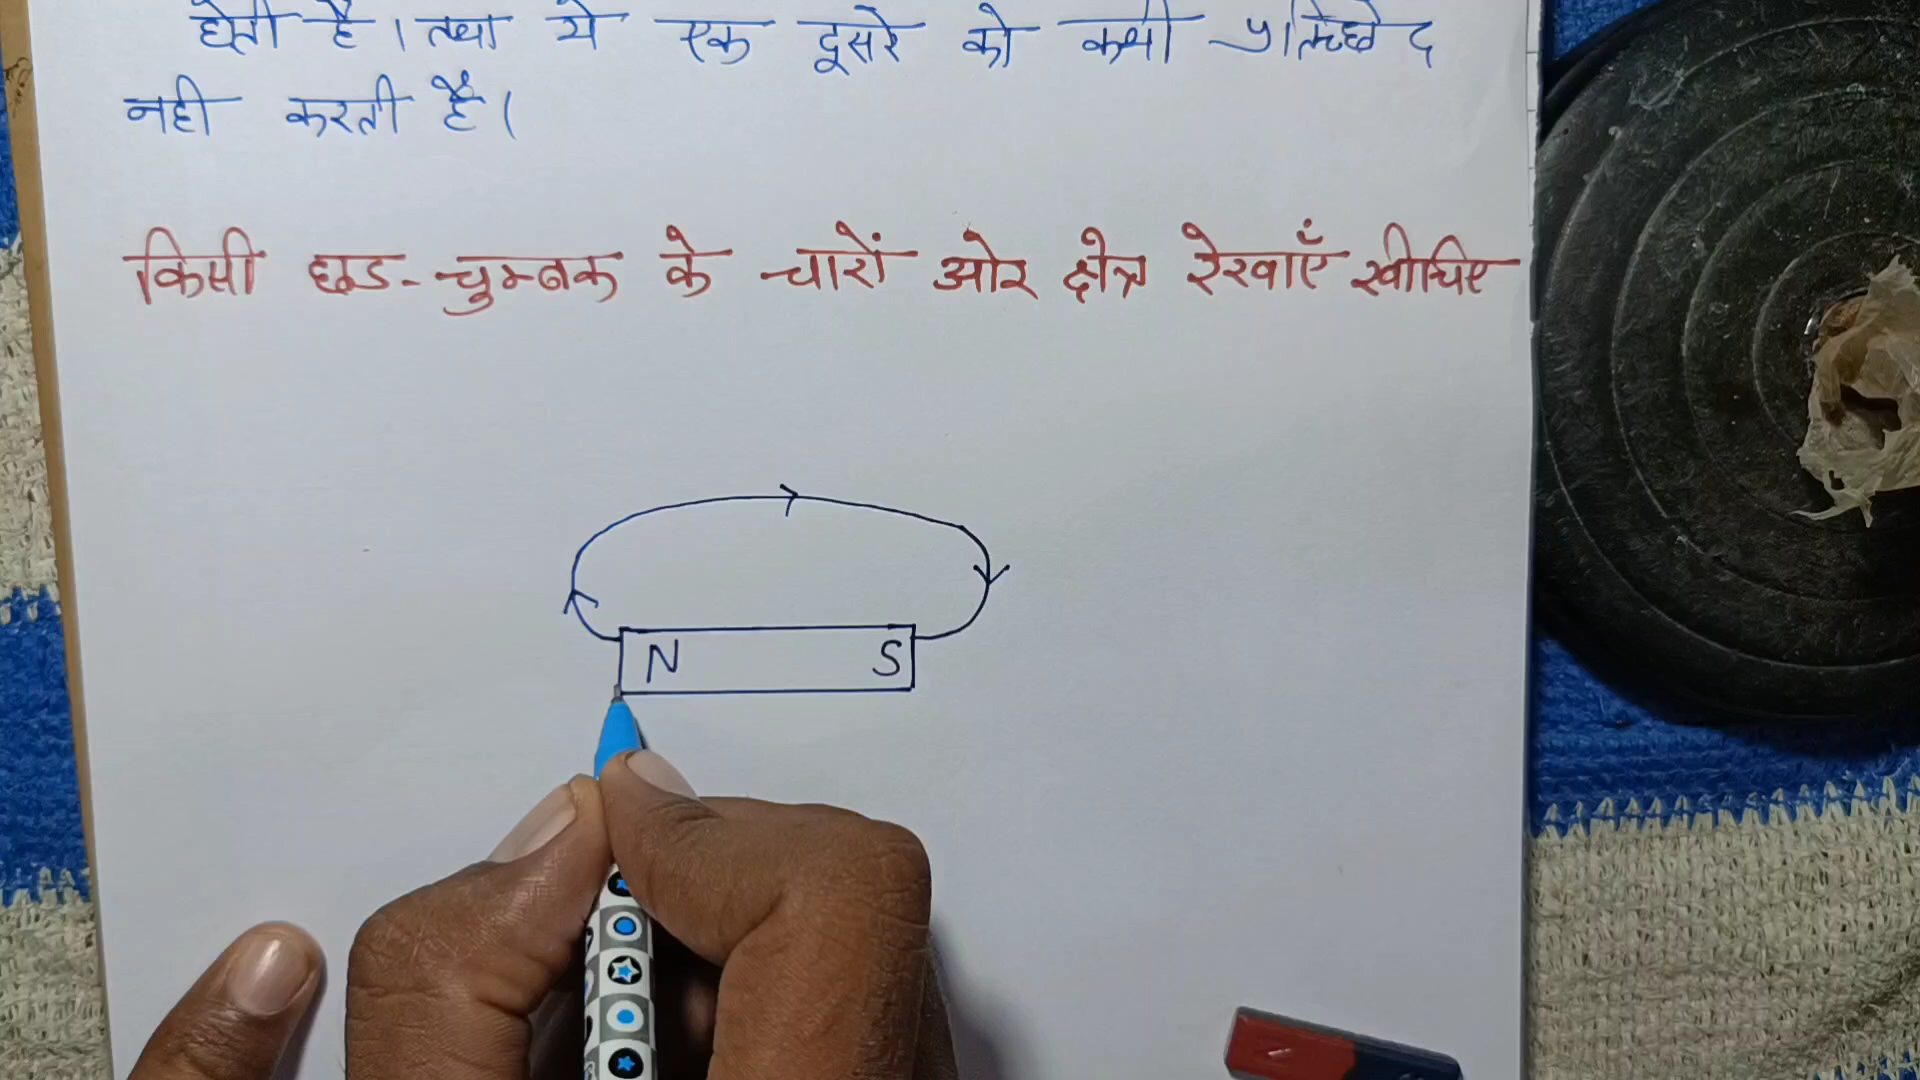 होती है। तथा ये एक दूसरे को कभी प्रतिच्छेद
नही करती है।
किसी छड-चुम्बक के चारों ओर क्षेत्र रेखाएँ खीचिए
N S